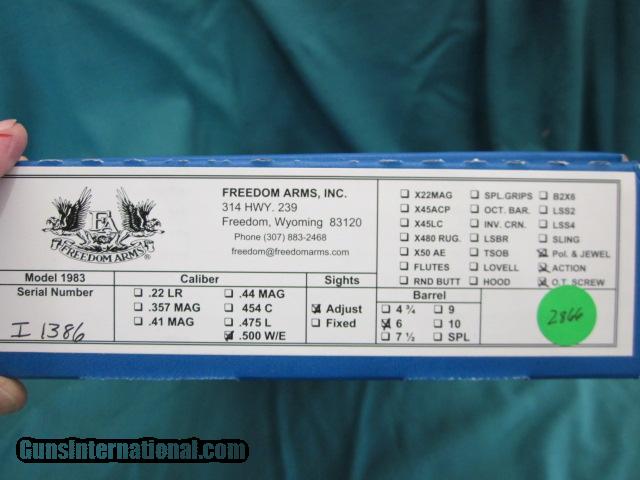 FA
FREEDOM ARMS®
FREEDOM ARMS, INC.
314 HWY. 239
Freedom, Wyoming 83120
Phone (307) 883-2468
freedom@freedomarms.com
X22MAG SPL.GRIPS B2X6
X45ACP OCT. BAR. LSS2
X45LC INV. CRN. LSS4
X480 RUG. LSBR SLING
X50 AE TSOB Pol. & JEWEL
FLUTES LOVELL ACTION
RND BUTT HOOD O.T. SCREW
Model 1983 Caliber Sights
Serial Number
I 1386
.22 LR .44 MAG
.357 MAG 454 C
.41 MAG .475 L
.500 W/E
Adjust
Fixed
Barrel
4 ¾ 9
6 10
7 ½ SPL
2866
GunsInternational.com